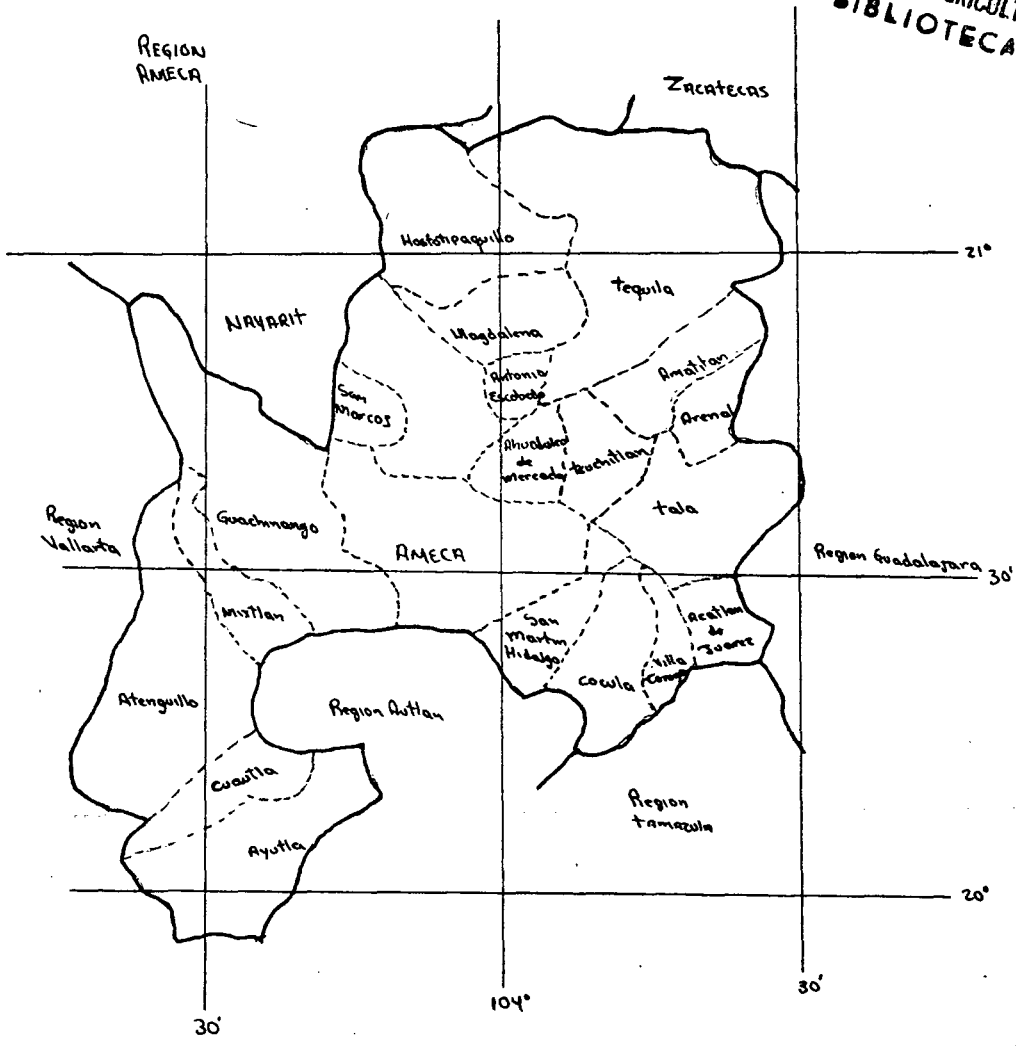 BIBLIOTECA
REGION
AMECA
ZACATECAS
Hostotipaquillo
21°
tequila
NAYARIT
Magdalena
Antonio
Escobedo
San
Marcos
Amatitan
Arenal
Ahualulco
de
mercado
teuchitlan
tala
Guachinango
Region
Vallarta
AMECA
Region Guadalajara
30'
Mixtlan
San
Martin
Hidalgo
Acatlan
de
Juarez
Villa
Corona
cocula
Atenguillo
Region Autlan
cuautla
Region
tamazula
Ayutla
20°
104°
30'
30'